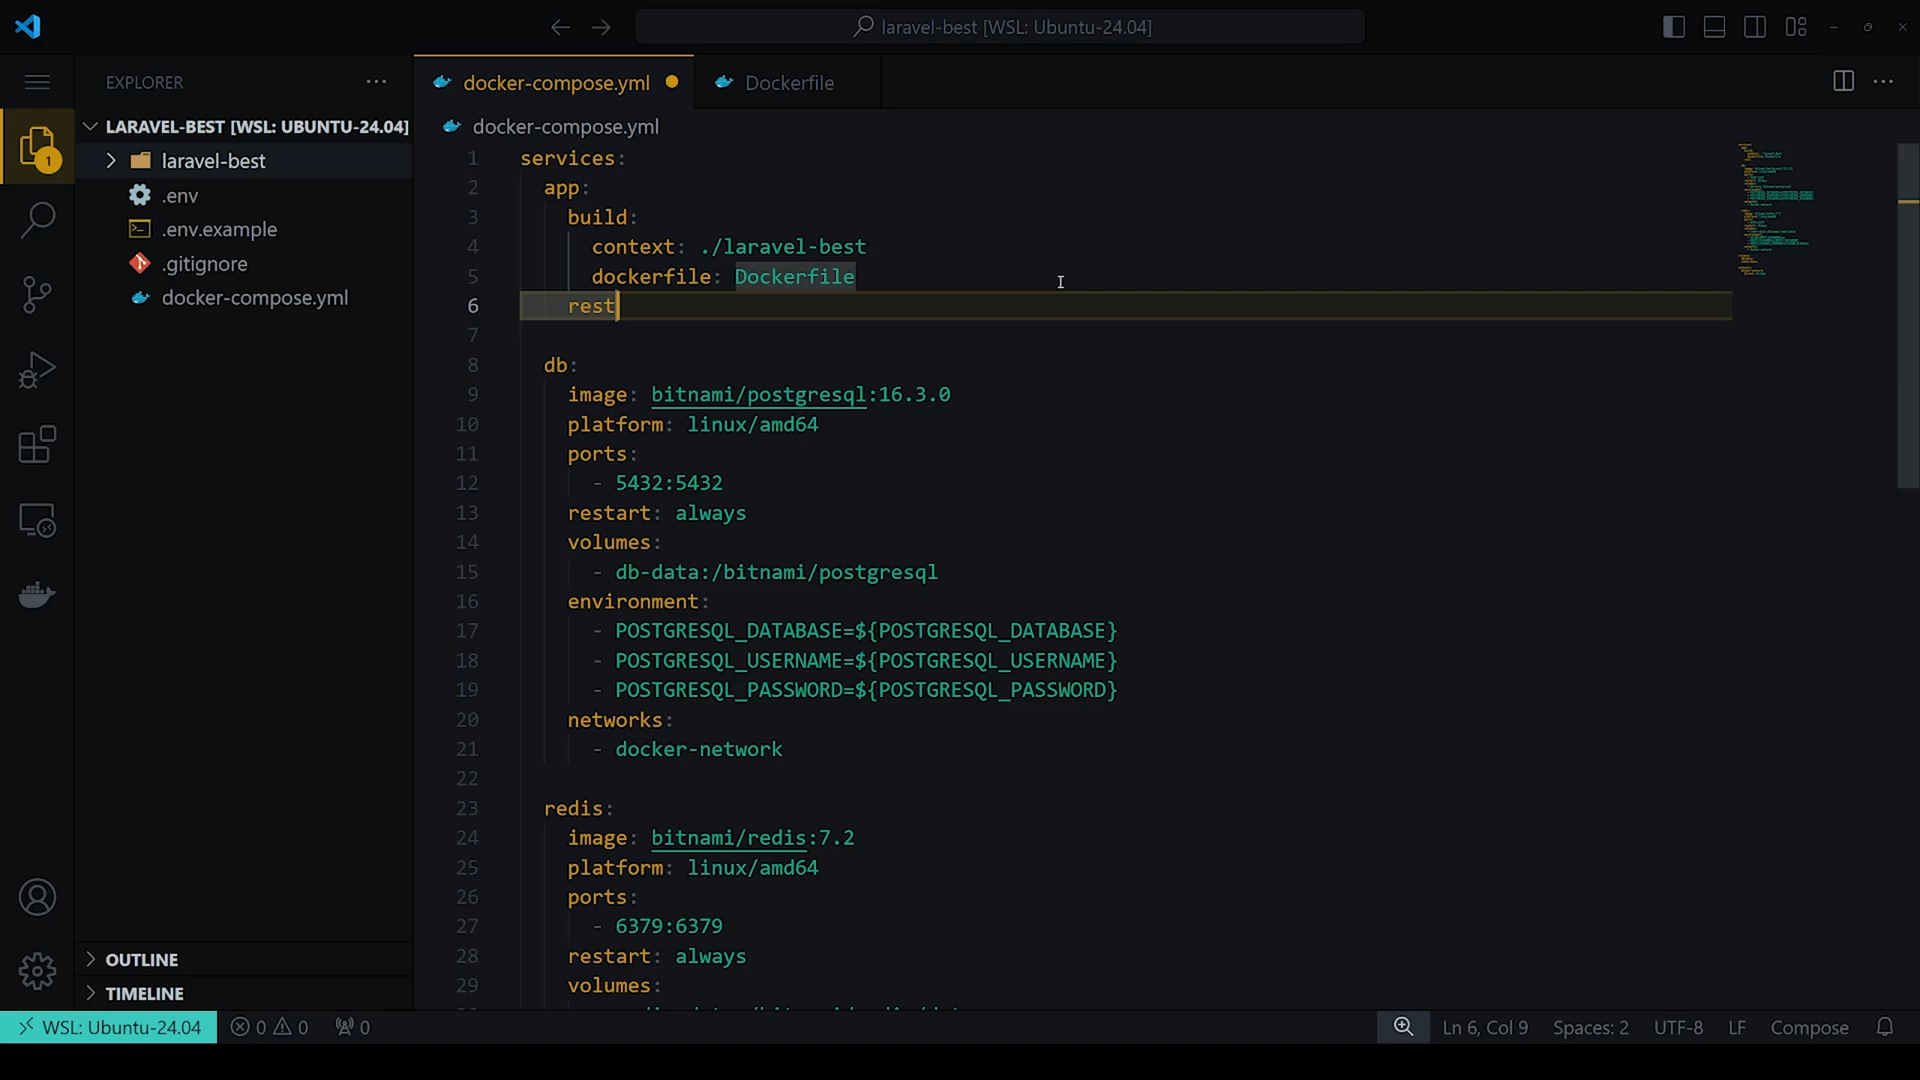 laravel-best [WSL: Ubuntu-24.04]
EXPLORER
LARAVEL-BEST [WSL: UBUNTU-24.04]
1
laravel-best
.env
.env.example
.gitignore
docker-compose.yml
OUTLINE
TIMELINE
docker-compose.yml
Dockerfile
docker-compose.yml
1 services:
2 app:
3 build:
4 context: ./laravel-best
5 dockerfile: Dockerfile
6 rest
7
8 db:
9 image: bitnami/postgresql:16.3.0
10 platform: linux/amd64
11 ports:
12 - 5432:5432
13 restart: always
14 volumes:
15 - db-data:/bitnami/postgresql
16 environment:
17 - POSTGRESQL_DATABASE=${POSTGRESQL_DATABASE}
18 - POSTGRESQL_USERNAME=${POSTGRESQL_USERNAME}
19 - POSTGRESQL_PASSWORD=${POSTGRESQL_PASSWORD}
20 networks:
21 - docker-network
22
23 redis:
24 image: bitnami/redis:7.2
25 platform: linux/amd64
26 ports:
27 - 6379:6379
28 restart: always
29 volumes:
WSL: Ubuntu-24.04 0 0 0 Ln 6, Col 9 Spaces: 2 UTF-8 LF Compose